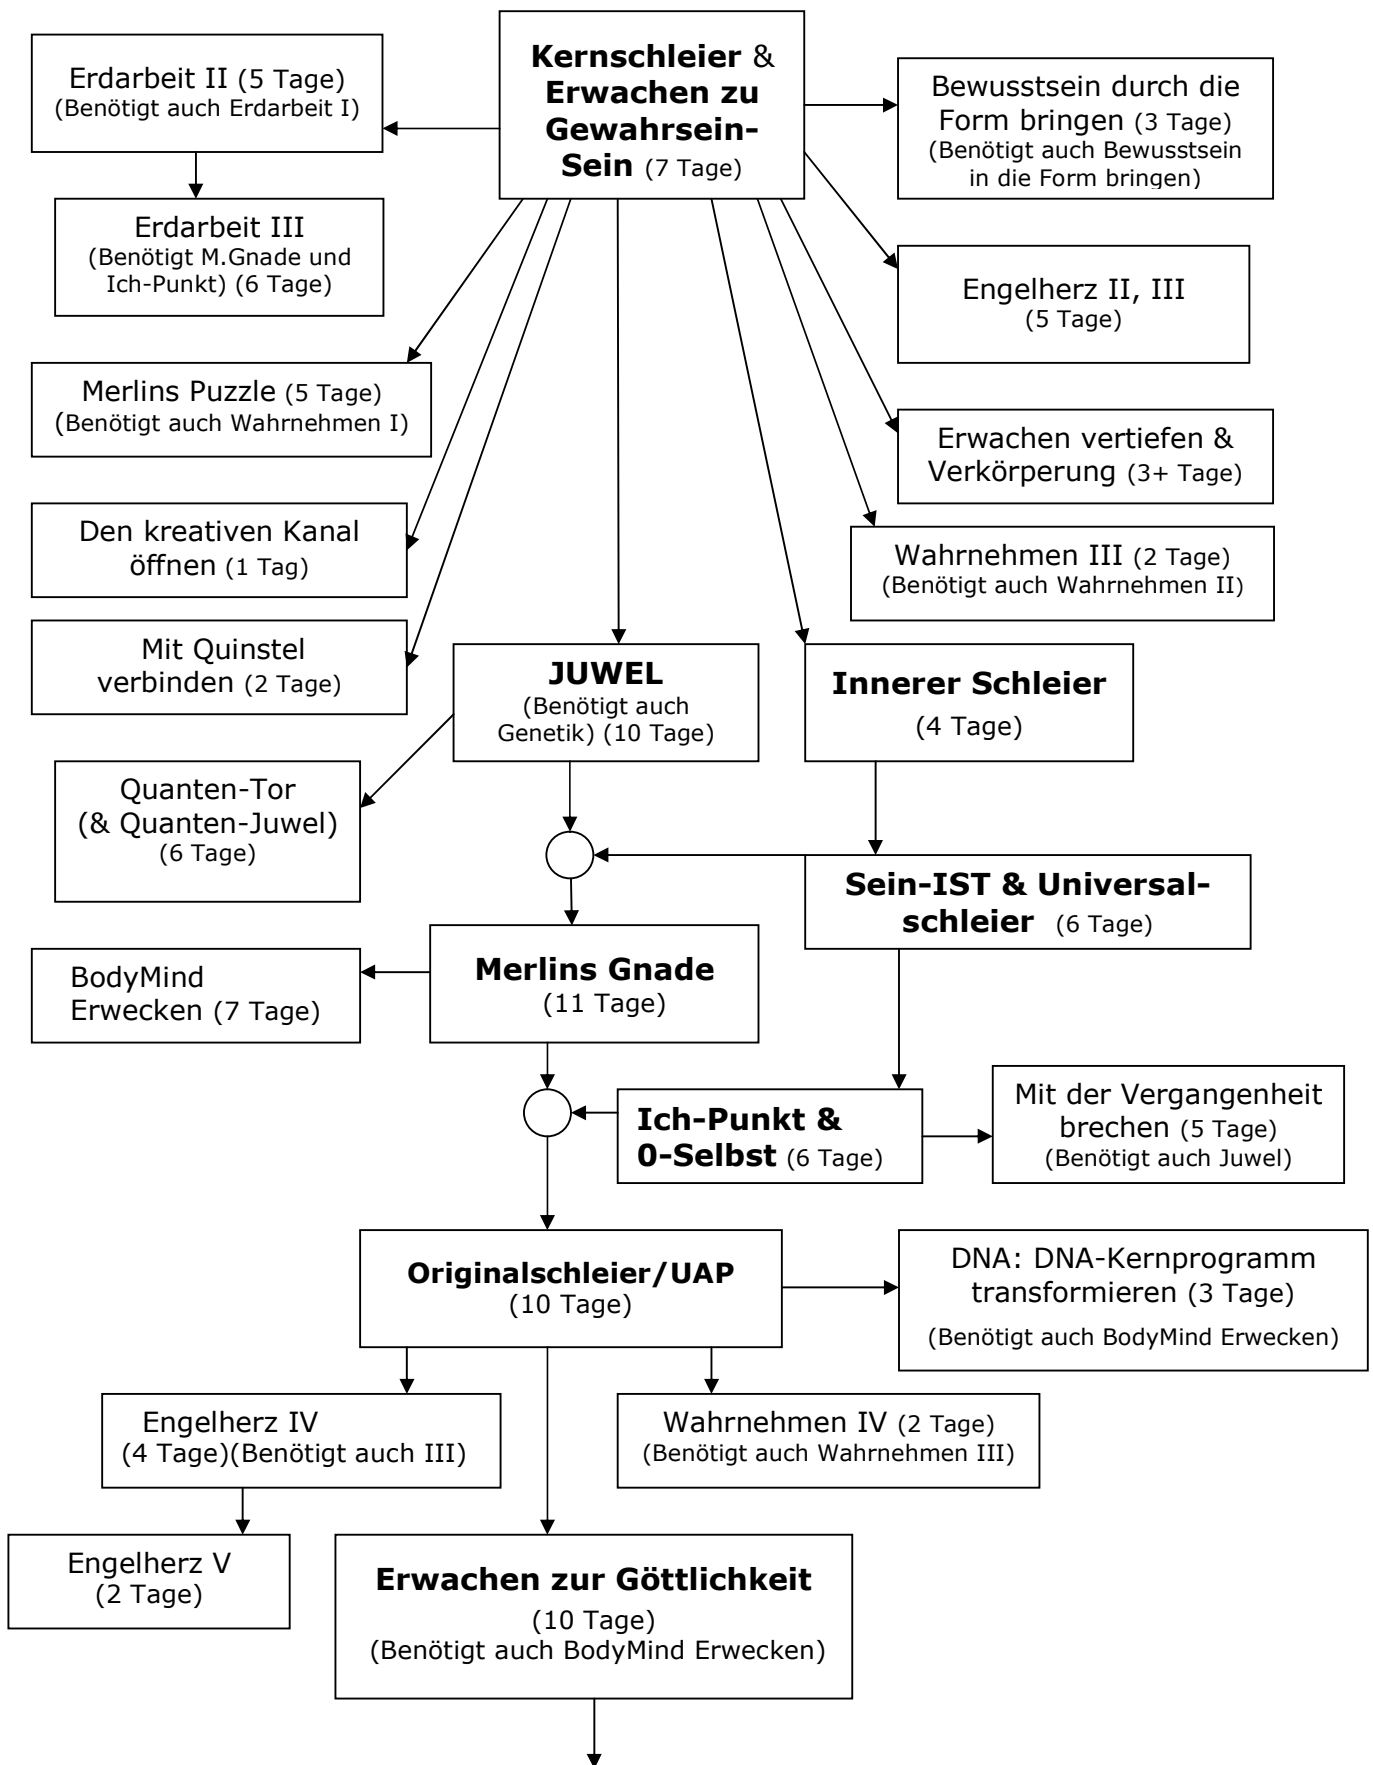 Kernschleier &
Erwachen zu
Gewahrsein-
Sein (7 Tage)
Erdarbeit II (5 Tage)
(Benötigt auch Erdarbeit I)
Bewusstsein durch die
Form bringen (3 Tage)
(Benötigt auch Bewusstsein
in die Form bringen)
Erdarbeit III
(Benötigt M.Gnade und
Ich-Punkt) (6 Tage)
Engelherz II, III
(5 Tage)
Merlins Puzzle (5 Tage)
(Benötigt auch Wahrnehmen I)
Erwachen vertiefen &
Verkörperung (3+ Tage)
Den kreativen Kanal
öffnen (1 Tag)
Wahrnehmen III (2 Tage)
(Benötigt auch Wahrnehmen II)
Mit Quinstel
verbinden (2 Tage)
JUWEL
(Benötigt auch
Genetik) (10 Tage)
Innerer Schleier
(4 Tage)
Quanten-Tor
(& Quanten-Juwel)
(6 Tage)
Sein-IST & Universal-
schleier (6 Tage)
Merlins Gnade
(11 Tage)
BodyMind
Erwecken (7 Tage)
Ich-Punkt &
0-Selbst (6 Tage)
Mit der Vergangenheit
brechen (5 Tage)
(Benötigt auch Juwel)
Originalschleier/UAP
(10 Tage)
DNA: DNA-Kernprogramm
transformieren (3 Tage)
(Benötigt auch BodyMind Erwecken)
Engelherz IV
(4 Tage)(Benötigt auch III)
Wahrnehmen IV (2 Tage)
(Benötigt auch Wahrnehmen III)
Engelherz V
(2 Tage)
Erwachen zur Göttlichkeit
(10 Tage)
(Benötigt auch BodyMind Erwecken)